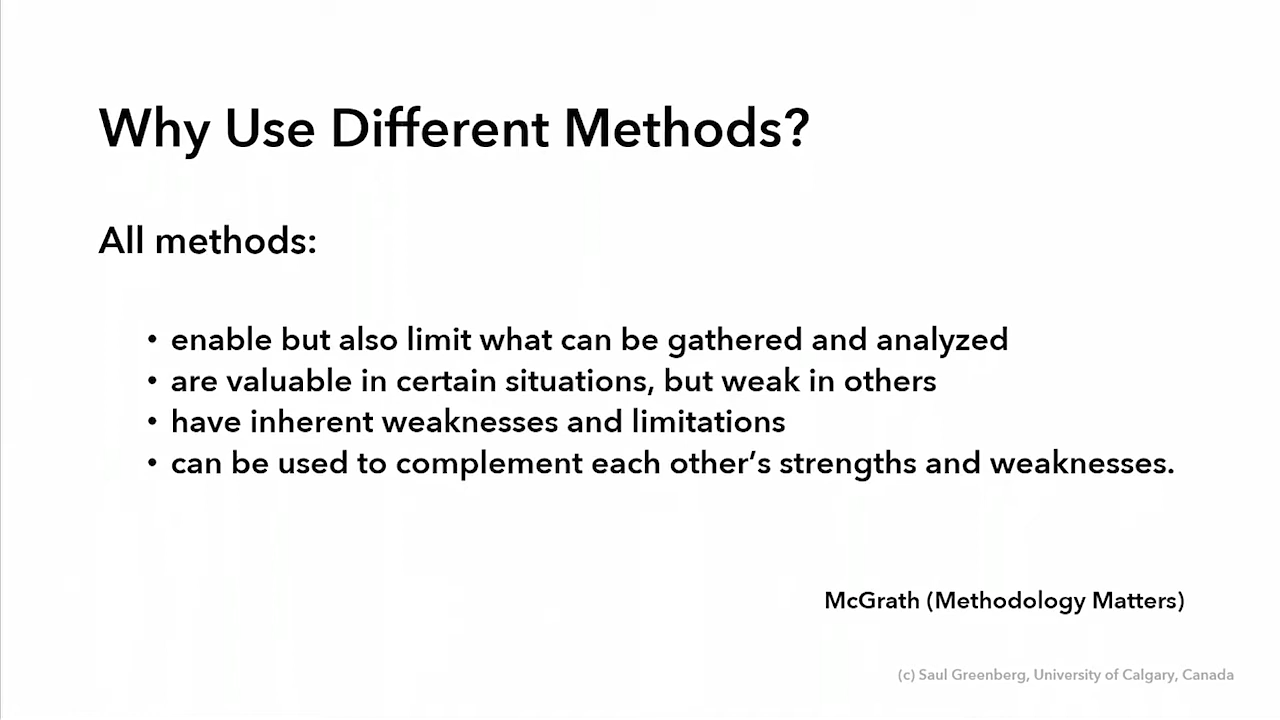 Why Use Different Methods?
All methods:
• enable but also limit what can be gathered and analyzed
• are valuable in certain situations, but weak in others
• have inherent weaknesses and limitations
• can be used to complement each other’s strengths and weaknesses.
McGrath (Methodology Matters)
(c) Saul Greenberg, University of Calgary, Canada